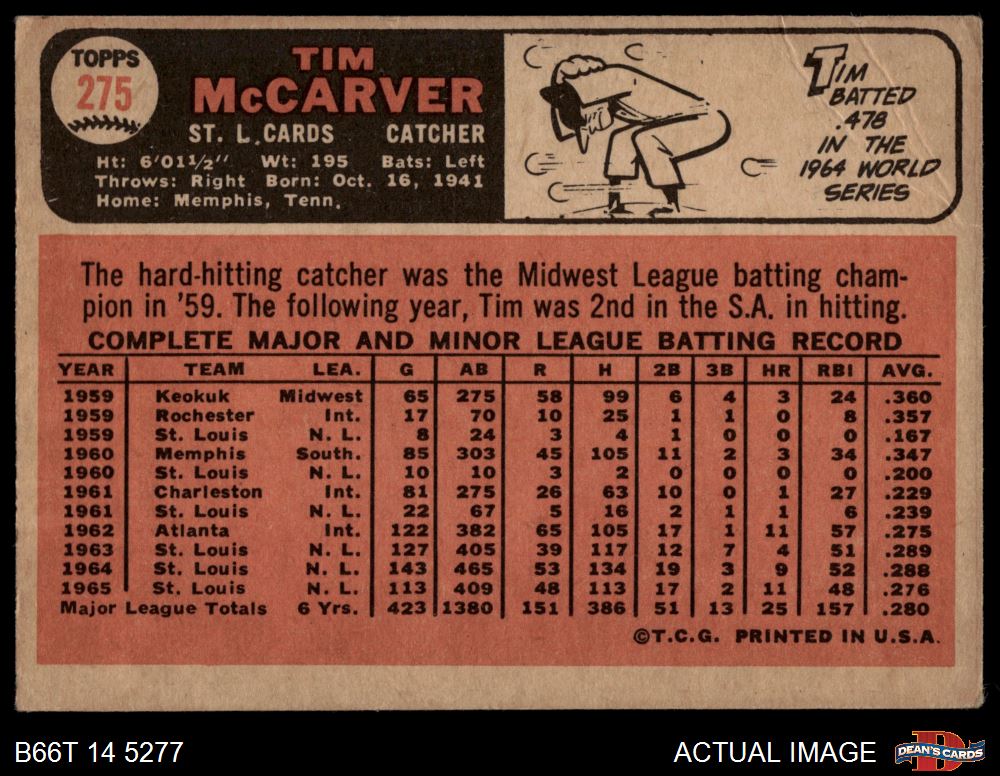 TOPPS
275
TIM
McCARVER
ST. L. CARDS CATCHER
Ht: 6'01 1/2" Wt: 195 Bats: Left
Throws: Right Born: Oct. 16, 1941
Home: Memphis, Tenn.
TIM
BATTED
.478
IN THE
1964 WORLD
SERIES
The hard-hitting catcher was the Midwest League batting cham-
pion in '59. The following year, Tim was 2nd in the S.A. in hitting.
COMPLETE MAJOR AND MINOR LEAGUE BATTING RECORD
YEAR TEAM LEA. G AB R H 2B 3B HR RBI AVG.
1959 Keokuk Midwest 65 275 58 99 6 4 3 24 .360
1959 Rochester Int. 17 70 10 25 1 1 0 8 .357
1959 St. Louis N. L. 8 24 3 4 1 0 0 0 .167
1960 Memphis South. 85 303 45 105 11 2 3 34 .347
1960 St. Louis N. L. 10 10 3 2 0 0 0 0 .200
1961 Charleston Int. 81 275 26 63 10 0 1 27 .229
1961 St. Louis N. L. 22 67 5 16 2 1 1 6 .239
1962 Atlanta Int. 122 382 65 105 17 1 11 57 .275
1963 St. Louis N. L. 127 405 39 117 12 7 4 51 .289
1964 St. Louis N. L. 143 465 53 134 19 3 9 52 .288
1965 St. Louis N. L. 113 409 48 113 17 2 11 48 .276
Major League Totals 6 Yrs. 423 1380 151 386 51 13 25 157 .280
©T.C.G. PRINTED IN U.S.A.
B66T 14 5277 ACTUAL IMAGE
D
DEAN'S CARDS